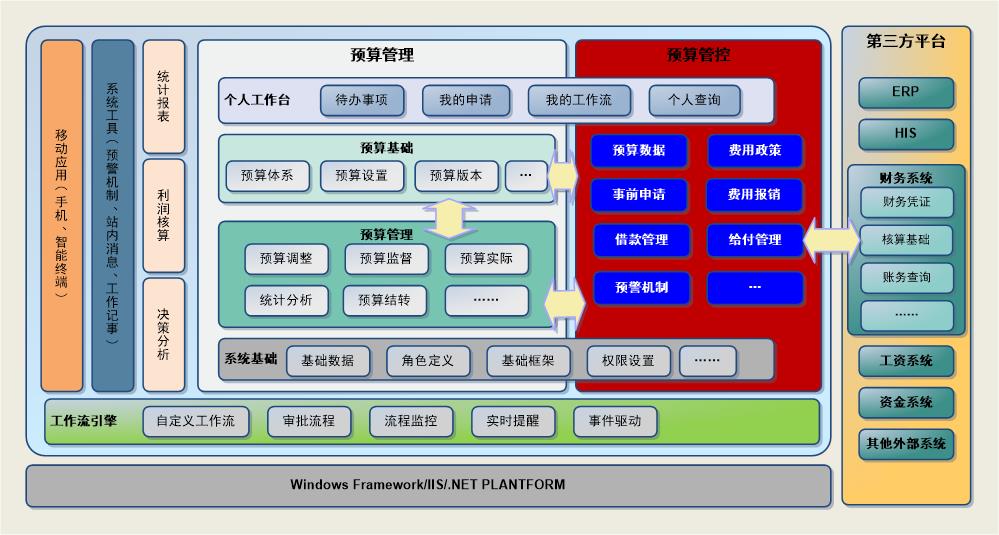 移动应用（手机、智能终端）
系统工具（预警机制、站内消息、工作记事）
统计报表
利润核算
决策分析
预算管理
预算管控
个人工作台
待办事项
我的申请
我的工作流
个人查询
预算基础
预算体系
预算设置
预算版本
…
预算管理
预算调整
预算监督
预算实际
统计分析
预算结转
……
预算数据
费用政策
事前申请
费用报销
借款管理
给付管理
预警机制
…
系统基础
基础数据
角色定义
基础框架
权限设置
……
工作流引擎
自定义工作流
审批流程
流程监控
实时提醒
事件驱动
Windows Framework/IIS/.NET PLANTFORM
第三方平台
ERP
HIS
财务系统
财务凭证
核算基础
账务查询
……
工资系统
资金系统
其他外部系统